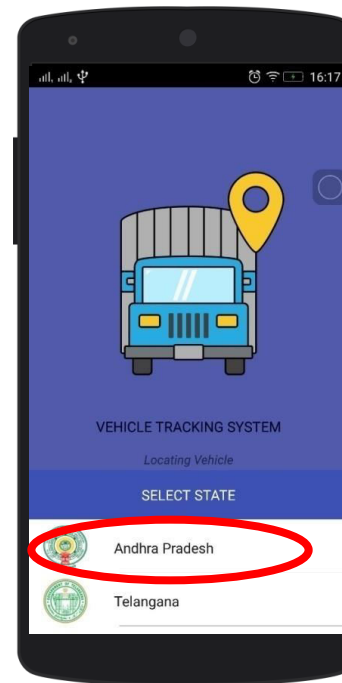 16:17
VEHICLE TRACKING SYSTEM
Locating Vehicle
SELECT STATE
Andhra Pradesh
Telangana